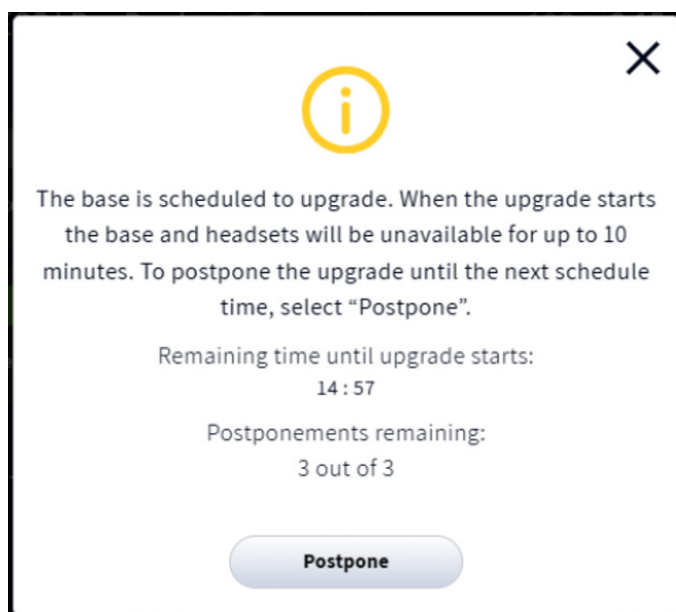 The base is scheduled to upgrade. When the upgrade starts
the base and headsets will be unavailable for up to 10
minutes. To postpone the upgrade until the next schedule
time, select “Postpone”.
Remaining time until upgrade starts:
14 : 57
Postponements remaining:
3 out of 3
Postpone